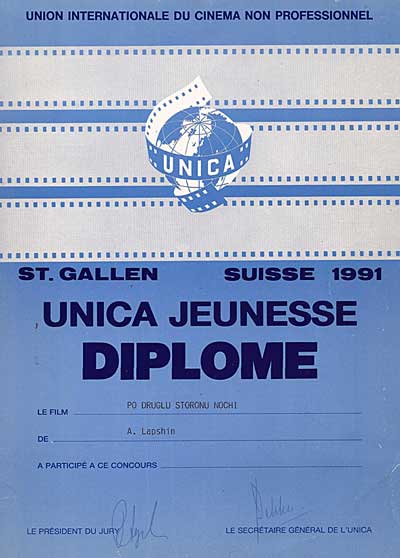 UNION INTERNATIONALE DU CINEMA NON PROFESSIONNEL
UNICA
ST. GALLEN SUISSE 1991
UNICA JEUNESSE
DIPLOME
LE FILM PO DRUGLU STORONU NOCHI
DE A. Lapshin
A PARTICIPÉ A CE CONCOURS
LE PRÉSIDENT DU JURY LE SECRÉTAIRE GÉNÉRAL DE L'UNICA